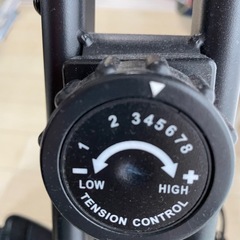 1 2 345678
- +
LOW HIGH
TENSION CONTROL